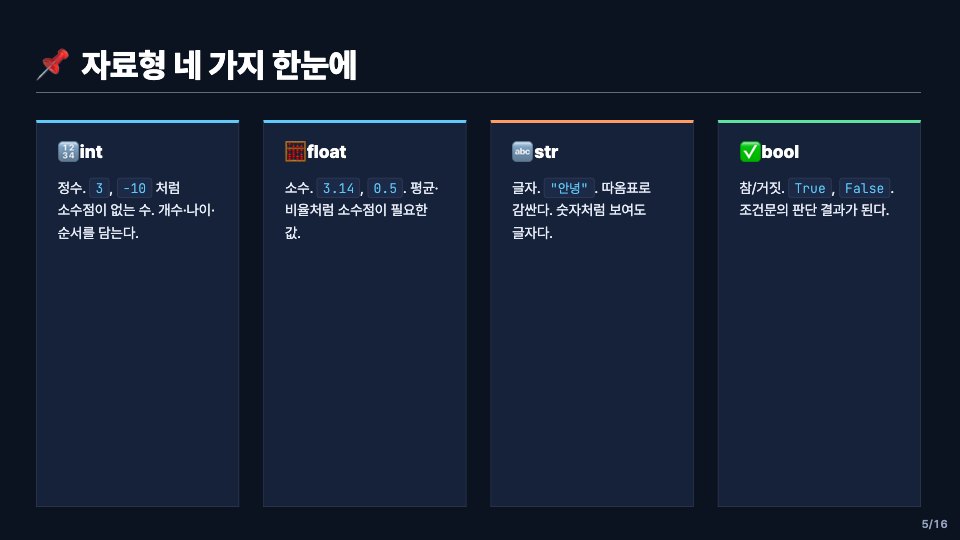 자료형 네 가지 한눈에
int
정수. 3, -10 처럼
소수점이 없는 수. 개수·나이·
순서를 담는다.
float
소수. 3.14, 0.5. 평균·
비율처럼 소수점이 필요한
값.
str
글자. "안녕". 따옴표로
감싼다. 숫자처럼 보여도
글자다.
bool
참/거짓. True, False.
조건문의 판단 결과가 된다.
5/16